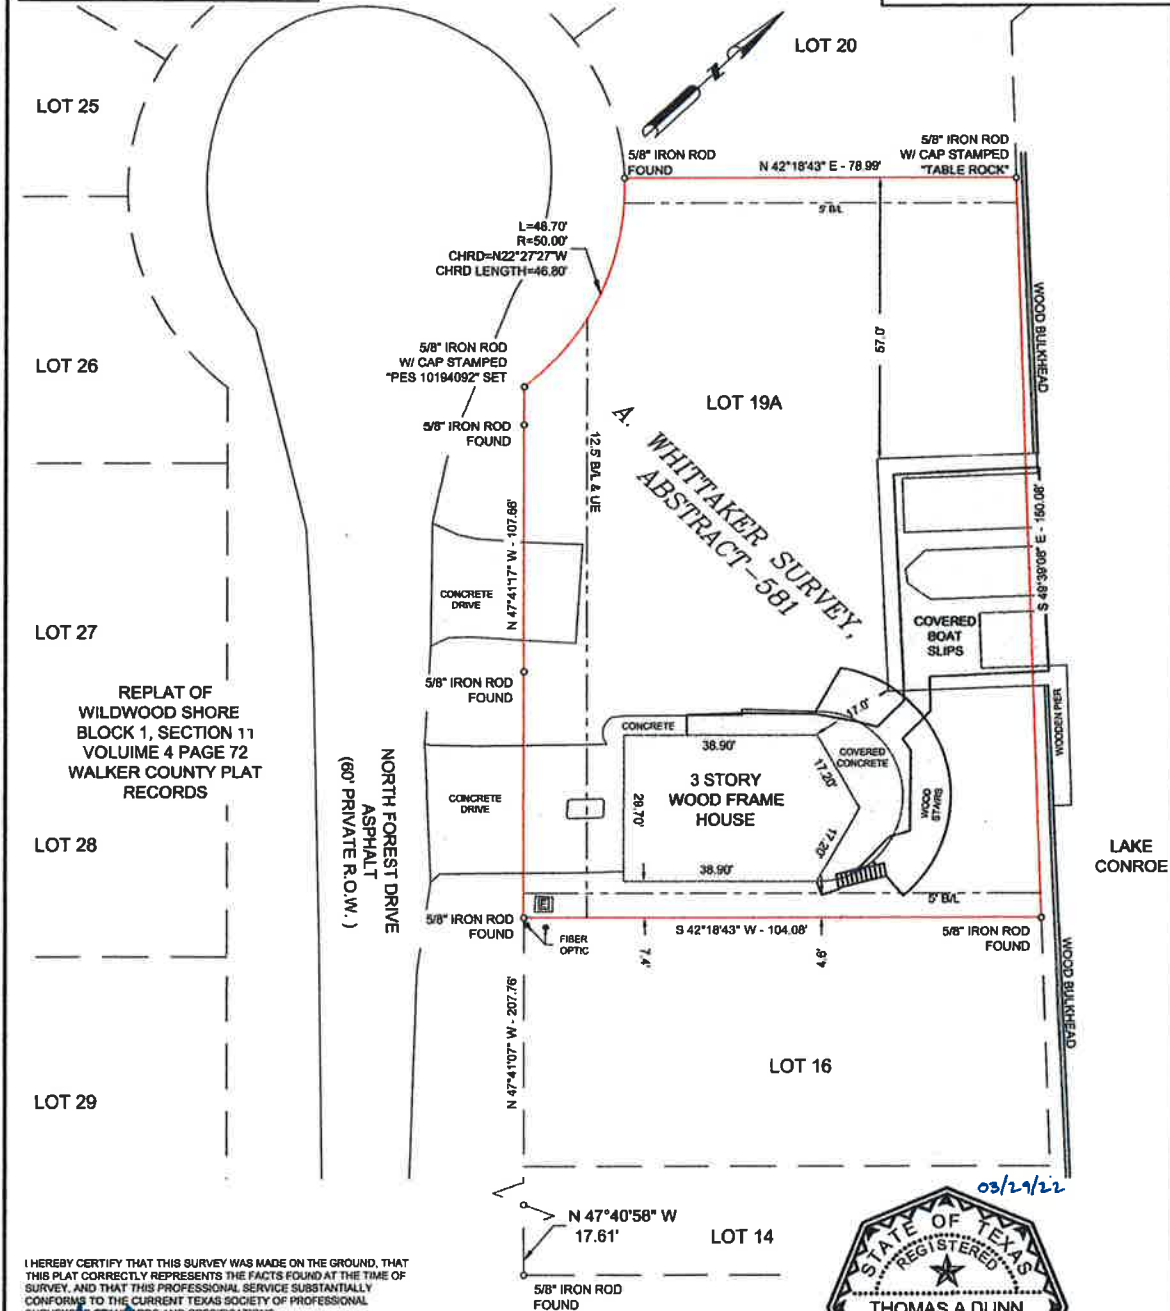 LOT 20
LOT 25
5/8" IRON ROD
FOUND
N 42°18'43" E - 78.99'
5/8" IRON ROD
W/ CAP STAMPED
"TABLE ROCK"
5' B/L
L=48.70'
R=50.00'
CHRD=N22°27'27"W
CHRD LENGTH=46.80'
WOOD BULKHEAD
57.0'
5/8" IRON ROD
W/ CAP STAMPED
"PES 10194092" SET
LOT 26
LOT 19A
5/8" IRON ROD
FOUND
12.5' B/L & UE
A. WHITTAKER SURVEY,
ABSTRACT-581
N 47°41'17" W - 107.66'
S 49°39'08" E - 150.08'
CONCRETE
DRIVE
COVERED
BOAT
SLIPS
LOT 27
5/8" IRON ROD
FOUND
REPLAT OF
WILDWOOD SHORE
BLOCK 1, SECTION 11
VOLUIME 4 PAGE 72
WALKER COUNTY PLAT
RECORDS
NORTH FOREST DRIVE
ASPHALT
(60' PRIVATE R.O.W. )
CONCRETE
17.0'
WOODEN PIER
38.90'
COVERED
CONCRETE
17.20'
3 STORY
WOOD FRAME
HOUSE
28.70'
CONCRETE
DRIVE
WOOD
STAIRS
17.20'
38.90'
LOT 28
LAKE
CONROE
5' B/L
E
5/8" IRON ROD
FOUND
FIBER
OPTIC
S 42°18'43" W - 104.08'
5/8" IRON ROD
FOUND
7.4'
4.6'
WOOD BULKHEAD
N 47°41'07" W - 207.76'
LOT 16
LOT 29
03/29/22
N 47°40'58" W
17.61'
LOT 14
5/8" IRON ROD
FOUND
STATE OF TEXAS
REGISTERED
THOMAS A DUNN
I HEREBY CERTIFY THAT THIS SURVEY WAS MADE ON THE GROUND, THAT
THIS PLAT CORRECTLY REPRESENTS THE FACTS FOUND AT THE TIME OF
SURVEY, AND THAT THIS PROFESSIONAL SERVICE SUBSTANTIALLY
CONFORMS TO THE CURRENT TEXAS SOCIETY OF PROFESSIONAL